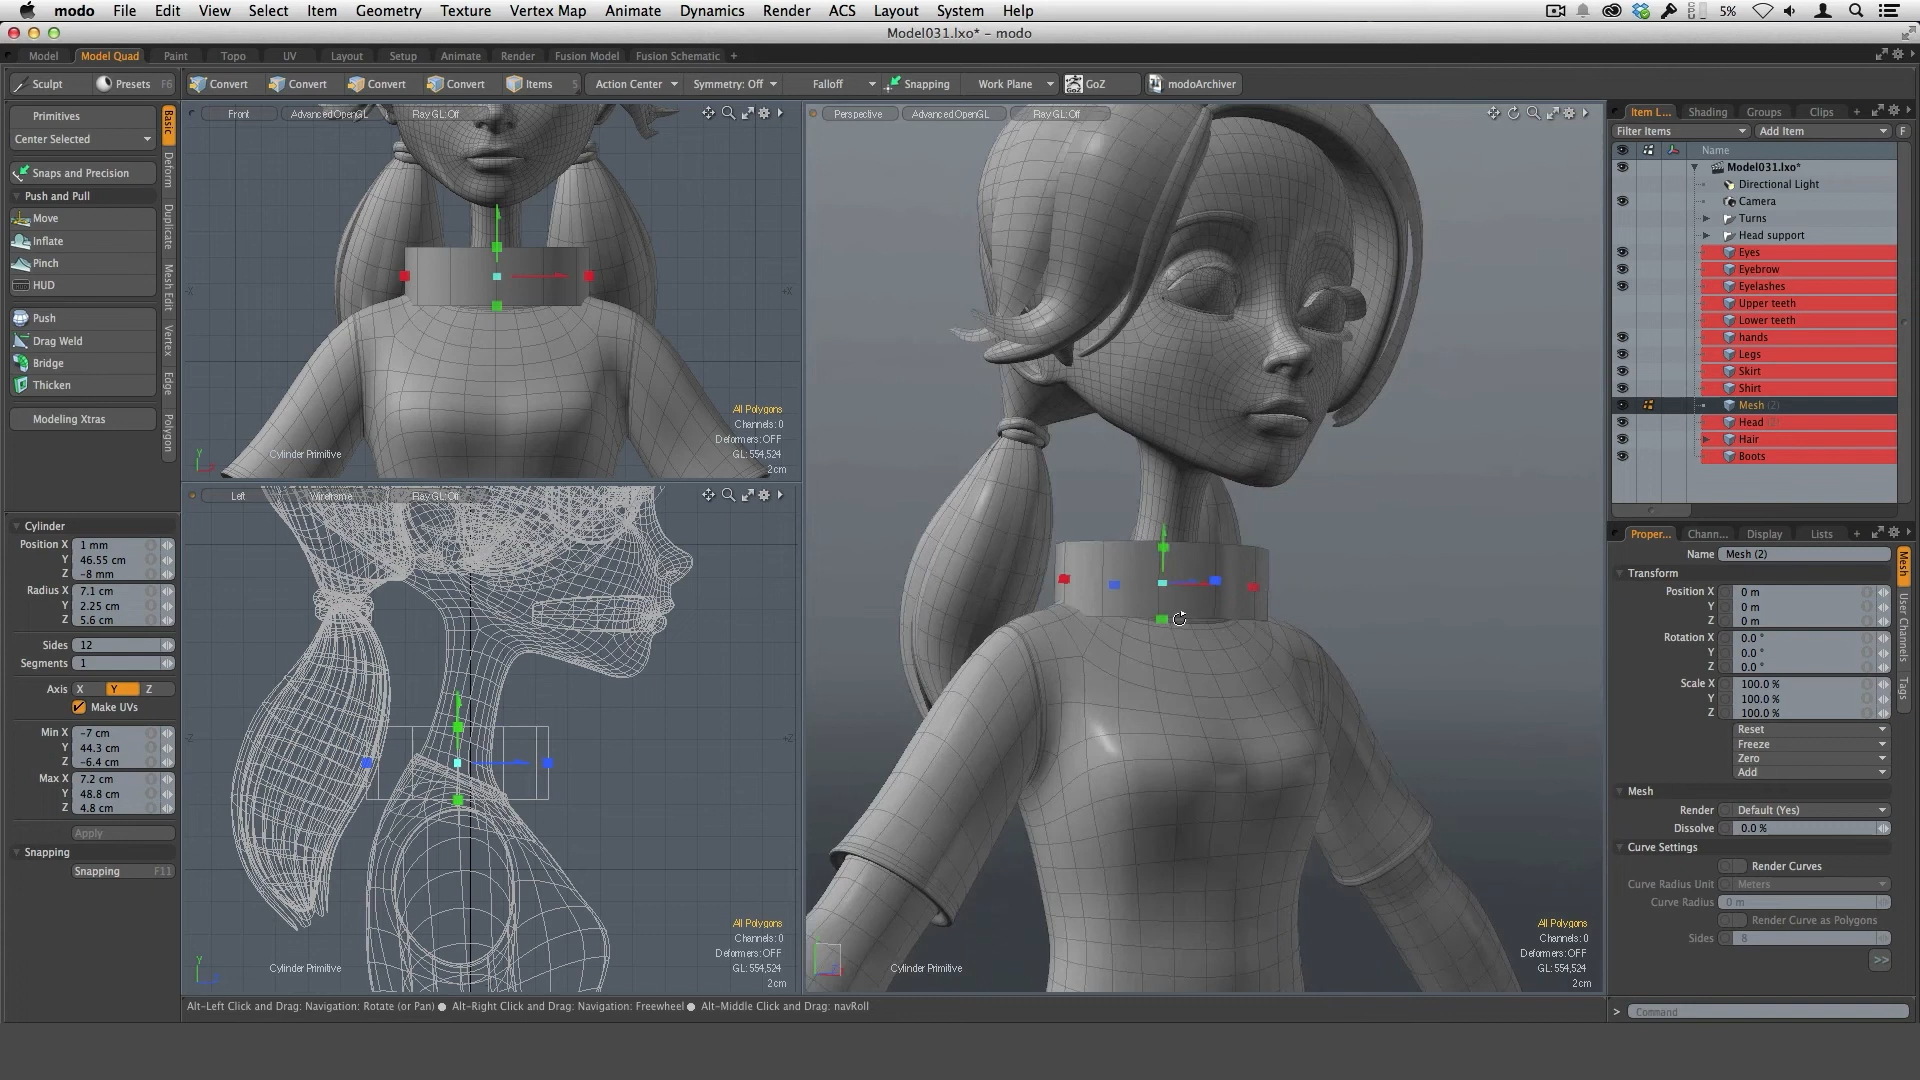 modo File Edit View Select Item Geometry Texture Vertex Map Animate Dynamics Render ACS Layout System Help 5%
Model031.lxo* - modo
Model Model Quad Paint Topo UV Layout Setup Animate Render Fusion Model Fusion Schematic +
Sculpt Presets F6 Convert Convert Convert Convert Items 5 Action Center Symmetry: Off Falloff Snapping Work Plane GoZ modoArchiver
Primitives
Center Selected
Snaps and Precision
Push and Pull
Move
Inflate
Pinch
HUD
Push
Drag Weld
Bridge
Thicken
Modeling Xtras
Basic
Deform
Duplicate
Mesh Edit
Vertex
Edge
Polygon
Cylinder
Position X 1 mm
Y 46.55 cm
Z -8 mm
Radius X 7.1 cm
Y 2.25 cm
Z 5.6 cm
Sides 12
Segments 1
Axis X Y Z
Make UVs
Min X -7 cm
Y 44.3 cm
Z -6.4 cm
Max X 7.2 cm
Y 48.8 cm
Z 4.8 cm
Apply
Snapping
Snapping F11
Front AdvancedOpenGL Ray GL: Off
All Polygons
Channels: 0
Deformers: OFF
GL: 554,524
2 cm
Cylinder Primitive
Left Wireframe Ray GL: Off
All Polygons
Channels: 0
Deformers: OFF
GL: 554,524
2 cm
Cylinder Primitive
Perspective AdvancedOpenGL Ray GL: Off
All Polygons
Channels: 0
Deformers: OFF
GL: 554,524
2 cm
Cylinder Primitive
Alt-Left Click and Drag: Navigation: Rotate (or Pan) ● Alt-Right Click and Drag: Navigation: Freewheel ● Alt-Middle Click and Drag: navRoll
Item L... Shading Groups Clips +
Filter Items Add Item F
Name
Model031.lxo*
Directional Light
Camera
Turns
Head support
Eyes
Eyebrow
Eyelashes
Upper teeth
Lower teeth
hands
Legs
Skirt
Shirt
Mesh (2)
Head (2)
Hair
Boots
Proper... Chann... Display Lists +
Name Mesh (2)
Transform
Position X 0 m
Y 0 m
Z 0 m
Rotation X 0.0 °
Y 0.0 °
Z 0.0 °
Scale X 100.0 %
Y 100.0 %
Z 100.0 %
Reset
Freeze
Zero
Add
Mesh
Render Default (Yes)
Dissolve 0.0 %
Curve Settings
Render Curves
Curve Radius Unit Meters
Curve Radius 0 m
Render Curve as Polygons
Sides 8
>>
Mesh
User Channels
Tags
> Command